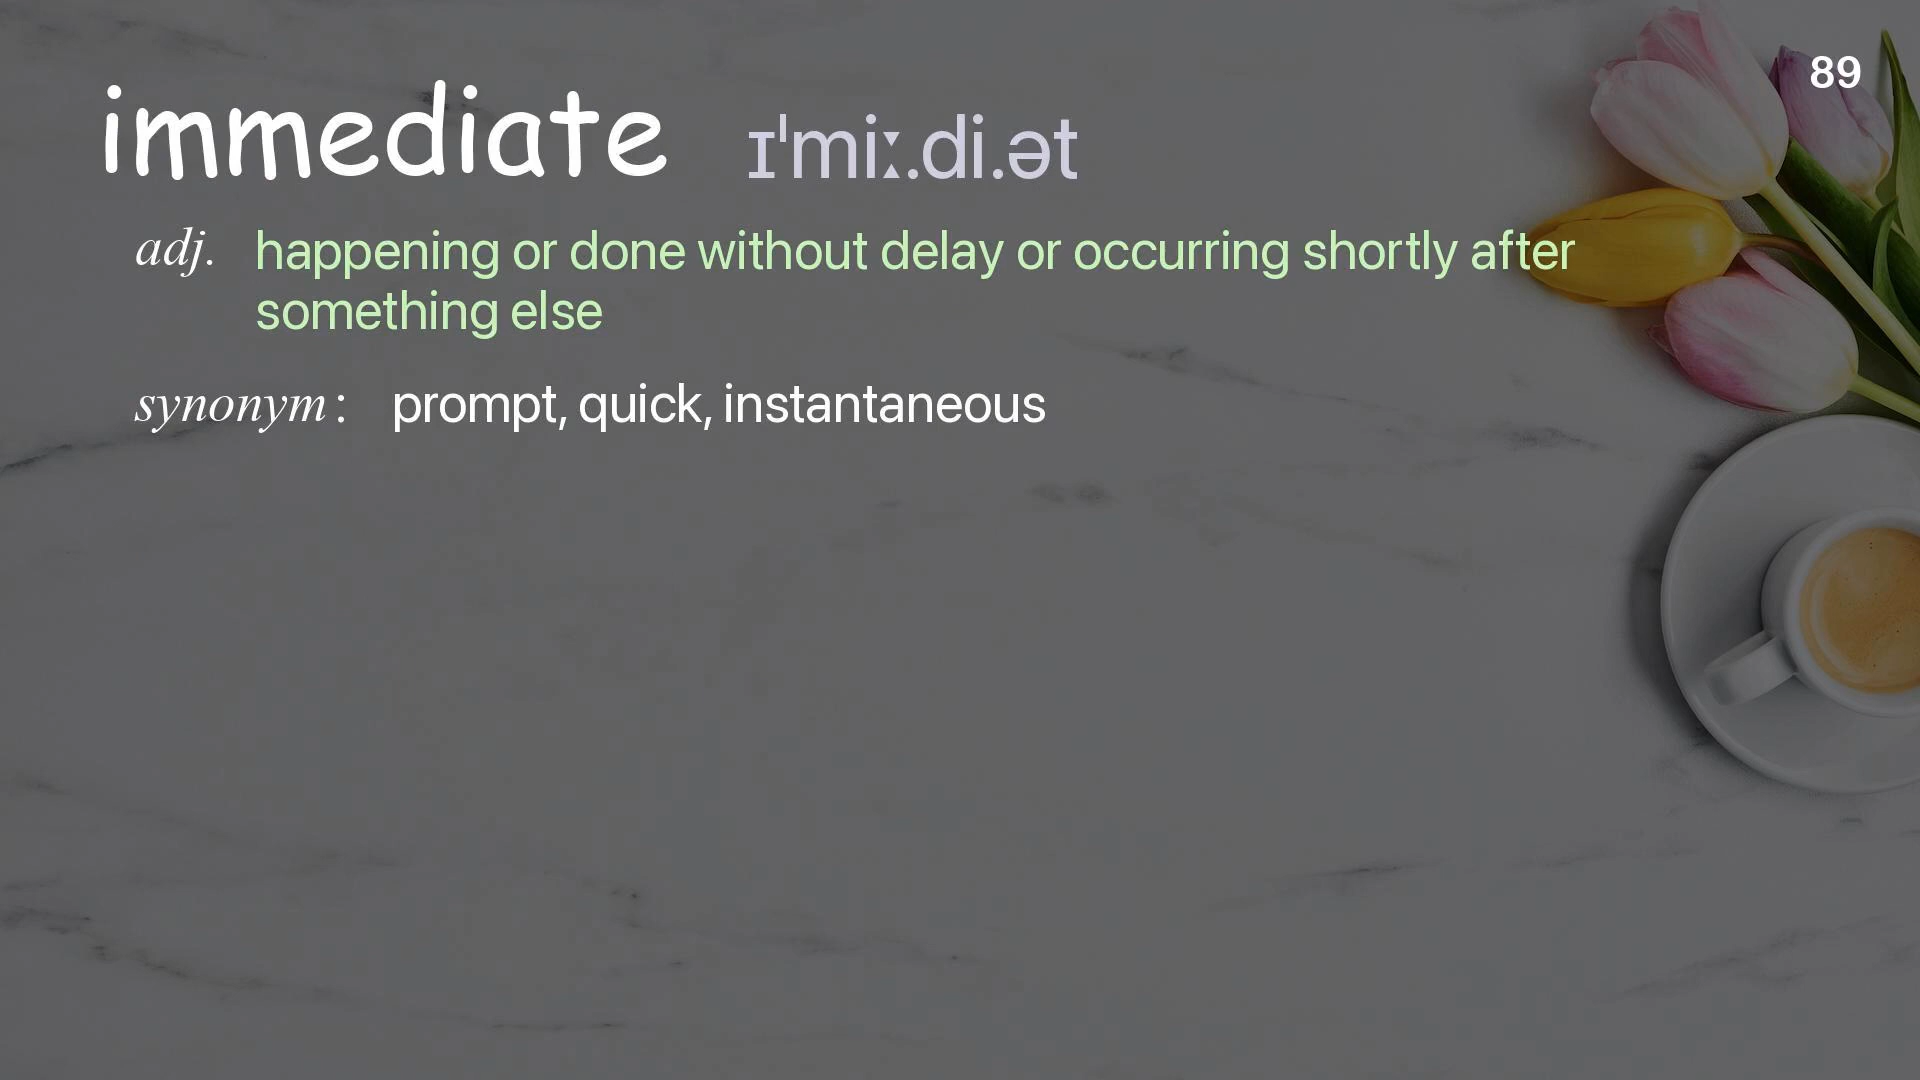 89
immediate ɪˈmiː.di.ət
adj. happening or done without delay or occurring shortly after
something else
synonym: prompt, quick, instantaneous